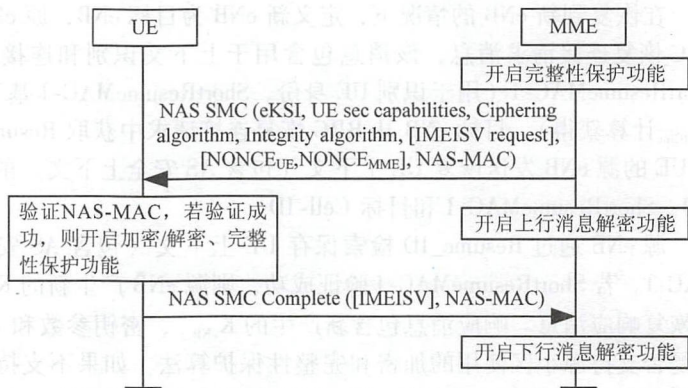 UE
MME
开启完整性保护功能
NAS SMC (eKSI, UE sec capabilities, Ciphering
algorithm, Integrity algorithm, [IMEISV request],
[NONCEUE,NONCEMME], NAS-MAC)
验证NAS-MAC，若验证成
功，则开启加密/解密、完整
性保护功能
开启上行消息解密功能
NAS SMC Complete ([IMEISV], NAS-MAC)
开启下行消息解密功能